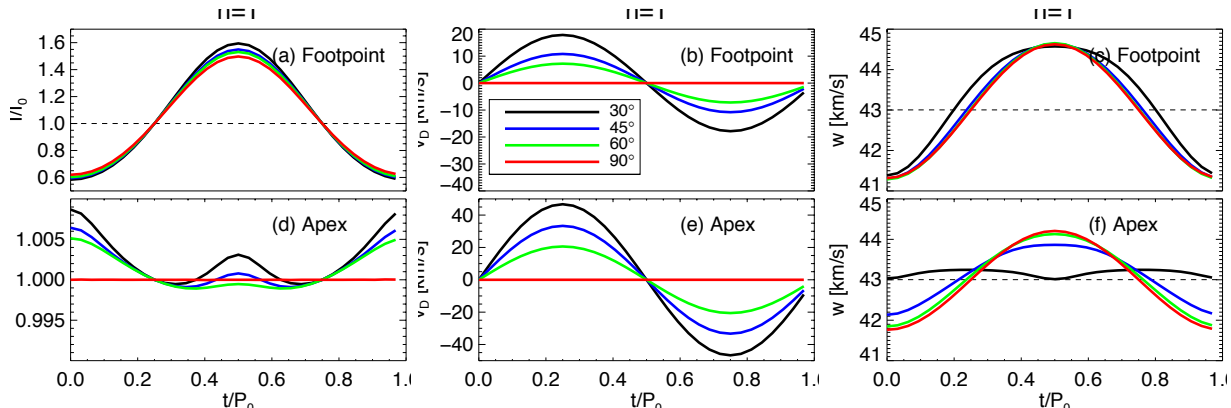 (a) Footpoint
I/I₀
1.6
1.4
1.2
1.0
0.8
0.6
(b) Footpoint
20
10
0
-10
-20
-30
-40
30°
45°
60°
90°
(c) Footpoint
w [km/s]
45
44
43
42
41
(d) Apex
1.005
1.000
0.995
0.0 0.2 0.4 0.6 0.8
t/P₀
(e) Apex
40
20
0
-20
-40
0.0 0.2 0.4 0.6 0.8
t/P₀
(f) Apex
w [km/s]
45
44
43
42
41
0.0 0.2 0.4 0.6 0.8 1.0
t/P₀